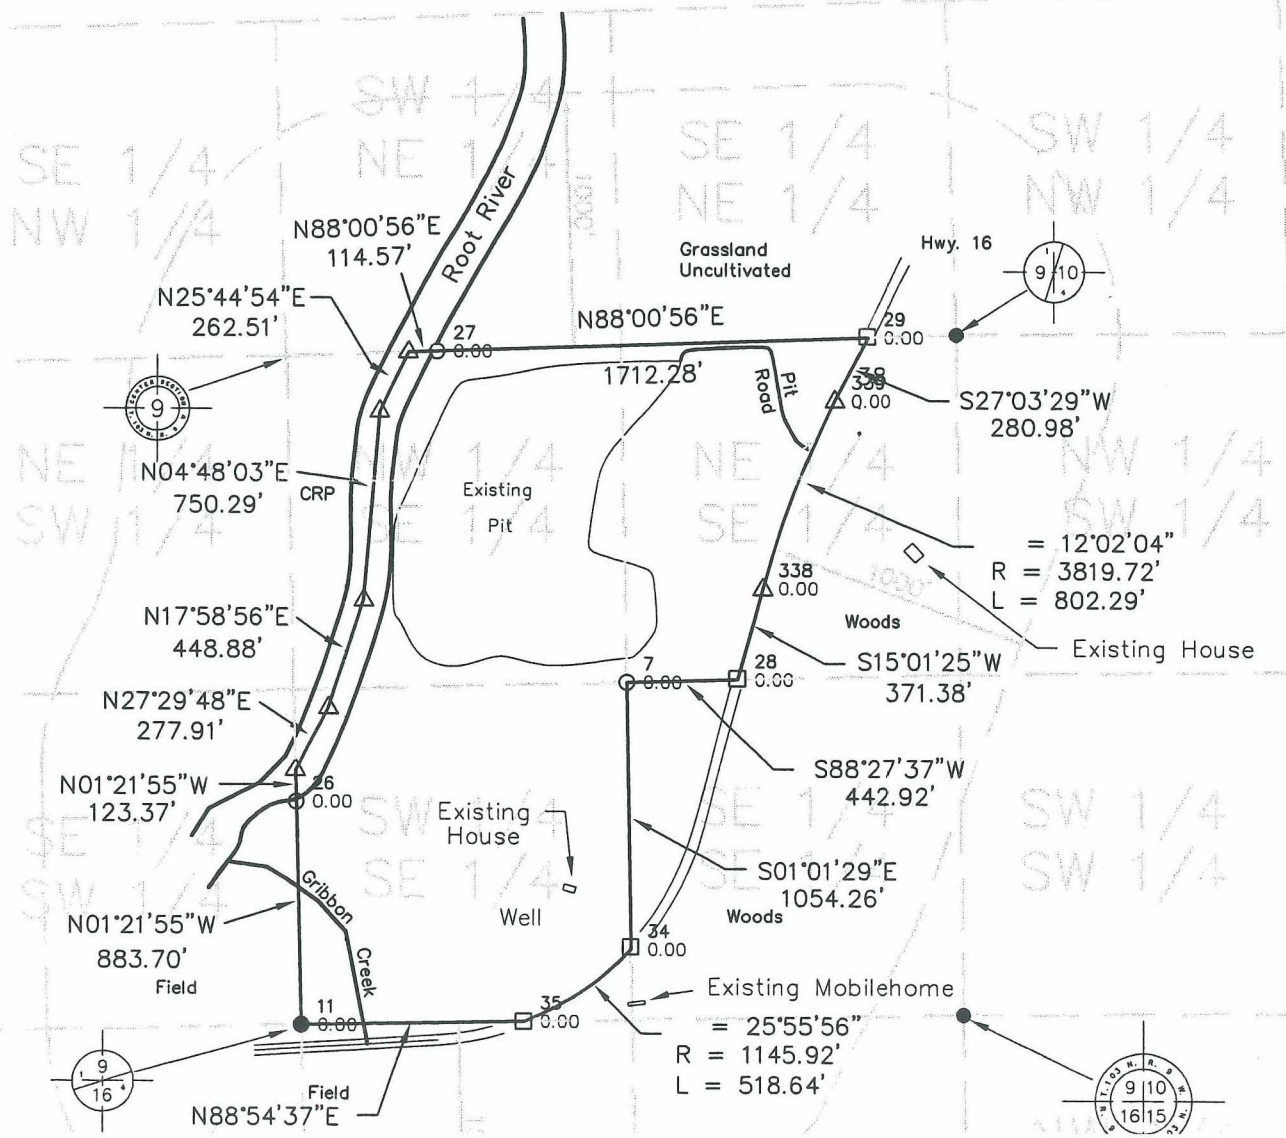 SW 1/4
NE 1/4
SE 1/4
NW 1/4
SE 1/4
NE 1/4
SW 1/4
NW 1/4
1000'
Root River
N88°00'56"E
114.57'
Grassland
Uncultivated
Hwy. 16
9 10
N25°44'54"E
262.51'
27
0.00
N88°00'56"E
1712.28'
29
0.00
CENTER SECTION
9
Pit
Road
38
339
0.00
S27°03'29"W
280.98'
NE 1/4
SW 1/4
NW 1/4
SE 1/4
NE 1/4
SE 1/4
NW 1/4
SW 1/4
N04°48'03"E
750.29'
CRP
Existing
Pit
= 12°02'04"
R = 3819.72'
L = 802.29'
1000'
338
0.00
N17°58'56"E
448.88'
Woods
Existing House
7
0.00
28
0.00
S15°01'25"W
371.38'
N27°29'48"E
277.91'
N01°21'55"W
123.37'
26
0.00
S88°27'37"W
442.92'
SE 1/4
SW 1/4
SW 1/4
SE 1/4
SE 1/4
SE 1/4
SW 1/4
SW 1/4
Existing
House
S01°01'29"E
1054.26'
Gribbon
Creek
Well
Woods
N01°21'55"W
883.70'
Field
34
0.00
Existing Mobilehome
11
0.00
35
0.00
= 25°55'56"
R = 1145.92'
L = 518.64'
9
16
Field
N88°54'37"E
T.103 N. R. 9 W.
9 10
16 15